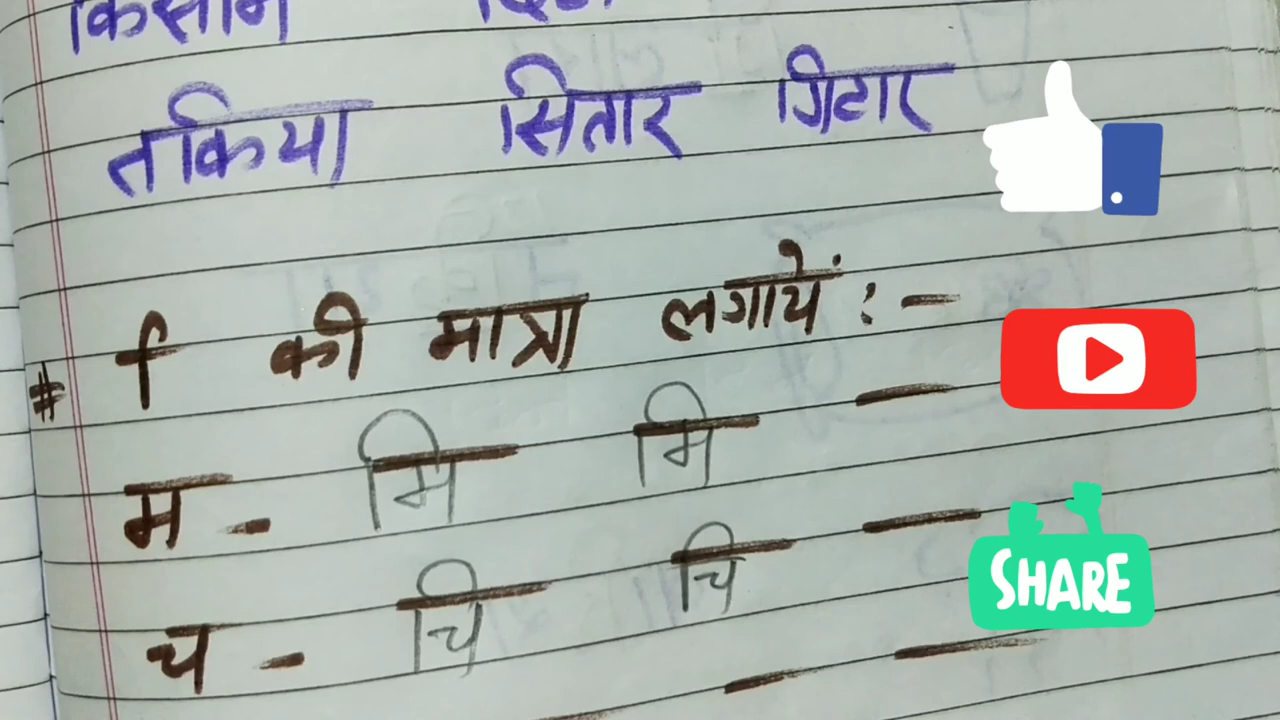 किसान
तकिया सितार गिटार
# ि की मात्रा लगायें :-
म - मि मि
च - चि चि
SHARE